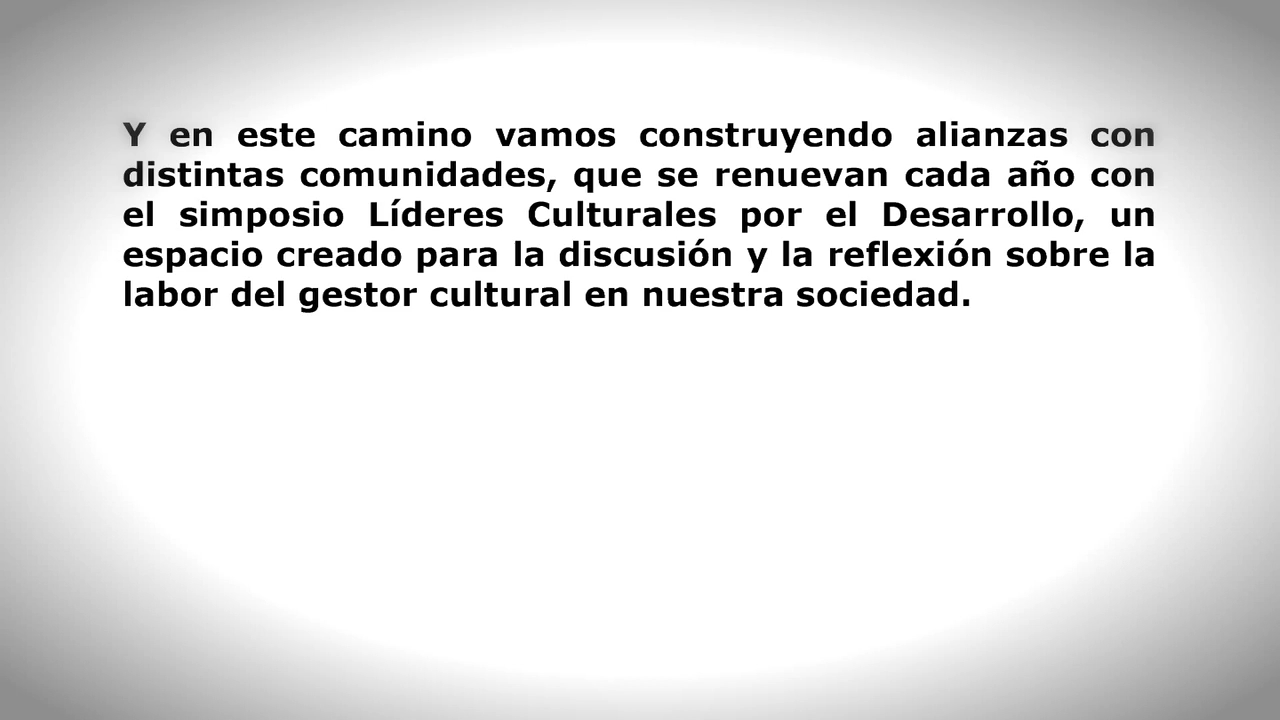 Y en este camino vamos construyendo alianzas con
distintas comunidades, que se renuevan cada año con
el simposio Líderes Culturales por el Desarrollo, un
espacio creado para la discusión y la reflexión sobre la
labor del gestor cultural en nuestra sociedad.